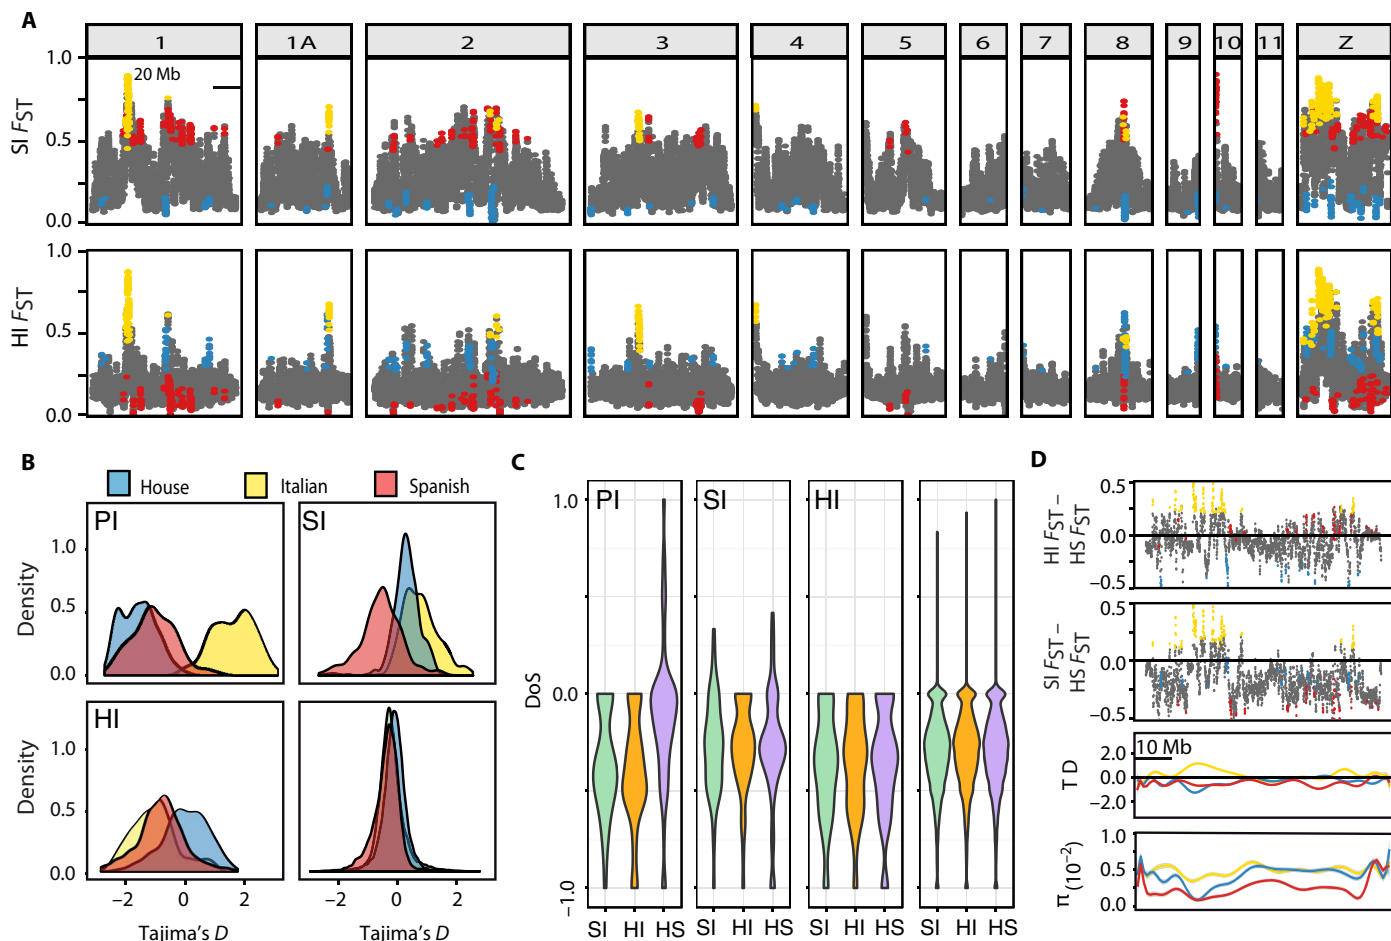 A
1 1A 2 3 4 5 6 7 8 9 10 11 Z
1.0
20 Mb
SI FST
0.5
0.0
1.0
HI FST
0.5
0.0
B
House Italian Spanish
PI SI
1.0
Density
0.5
0.0
HI
1.0
Density
0.5
0.0
−2 0 2 −2 0 2
Tajima's D Tajima's D
C
PI SI HI
1.0
DoS
0.0
−1.0
SI HI HS SI HI HS SI HI HS SI HI HS
D
0.5
HI FST –
HS FST
0.0
−0.5
0.5
SI FST –
HS FST
0.0
−0.5
10 Mb
2.0
T D
0.0
−2.0
1.0
π (10−2)
0.5
0.0